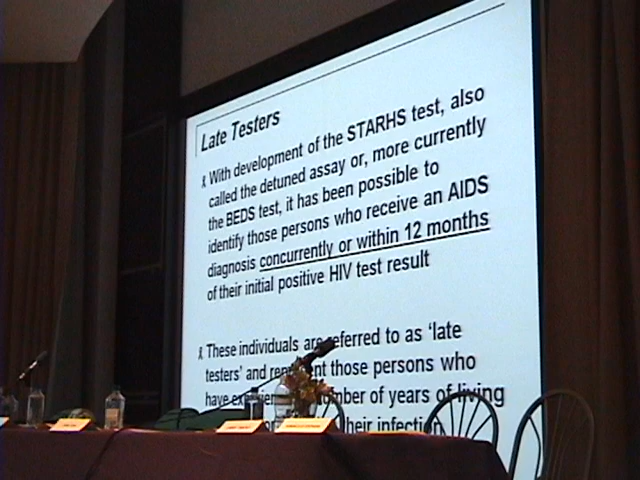 Late Testers
With development of the STARHS test, also
called the detuned assay or, more currently
the BEDS test, it has been possible to
identify those persons who receive an AIDS
diagnosis concurrently or within 12 months
of their initial positive HIV test result
These individuals are referred to as 'late
testers' and represent those persons who
have number of years of living
their infection